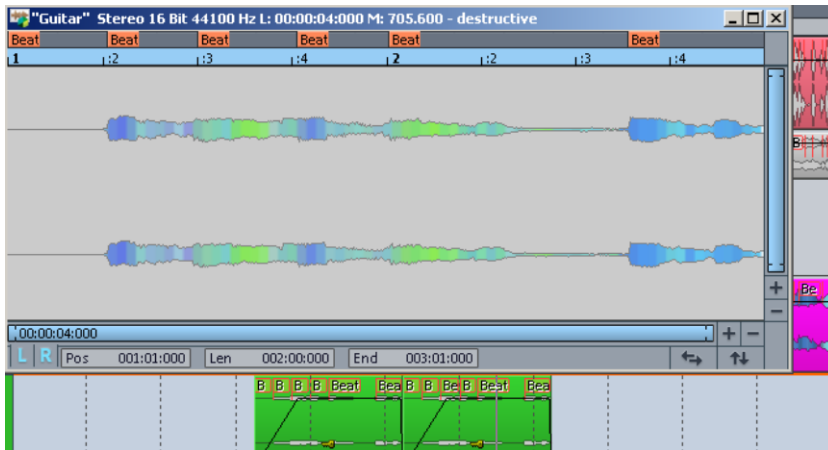 "Guitar" Stereo 16 Bit 44100 Hz L: 00:00:04:000 M: 705.600 - destructive
Beat Beat Beat Beat Beat Beat
1 :2 :3 :4 2 :2 :3 :4
B
Be
00:00:04:000
L R Pos 001:01:000 Len 002:00:000 End 003:01:000
B B B B Beat Bea B B Be B Beat Bea